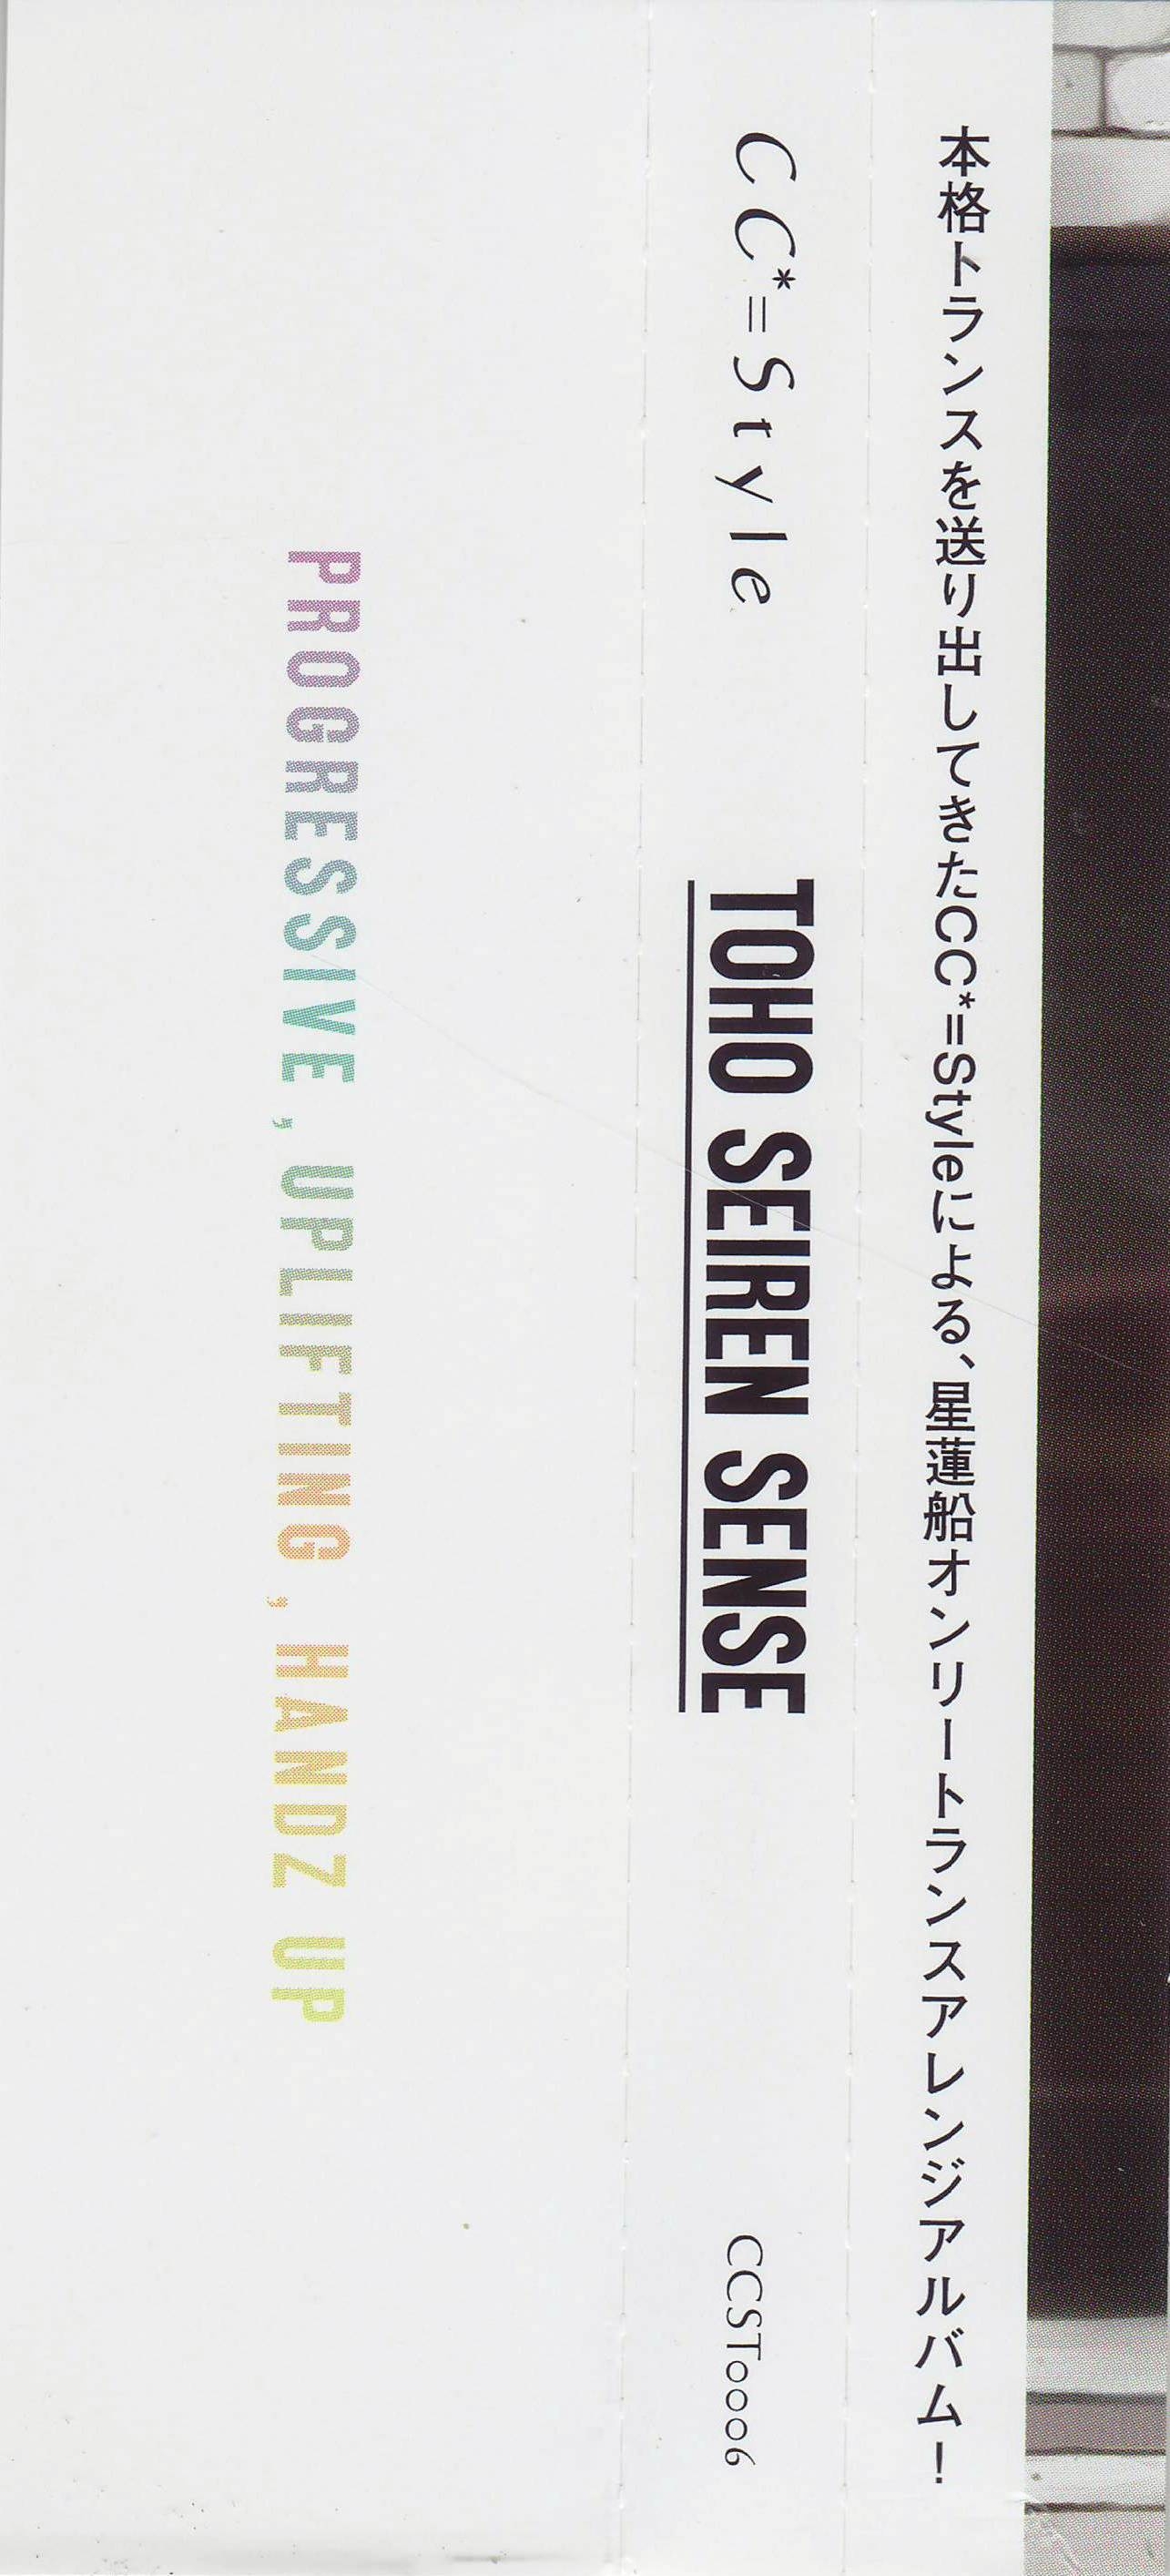 本格トランスを送り出してきたCC*=Styleによる、星蓮船オンリートランスアレンジアルバム！
CC*=Style
TOHO SEIREN SENSE
CCST0006
PROGRESSIVE, UPLIFTING, HANDZ UP